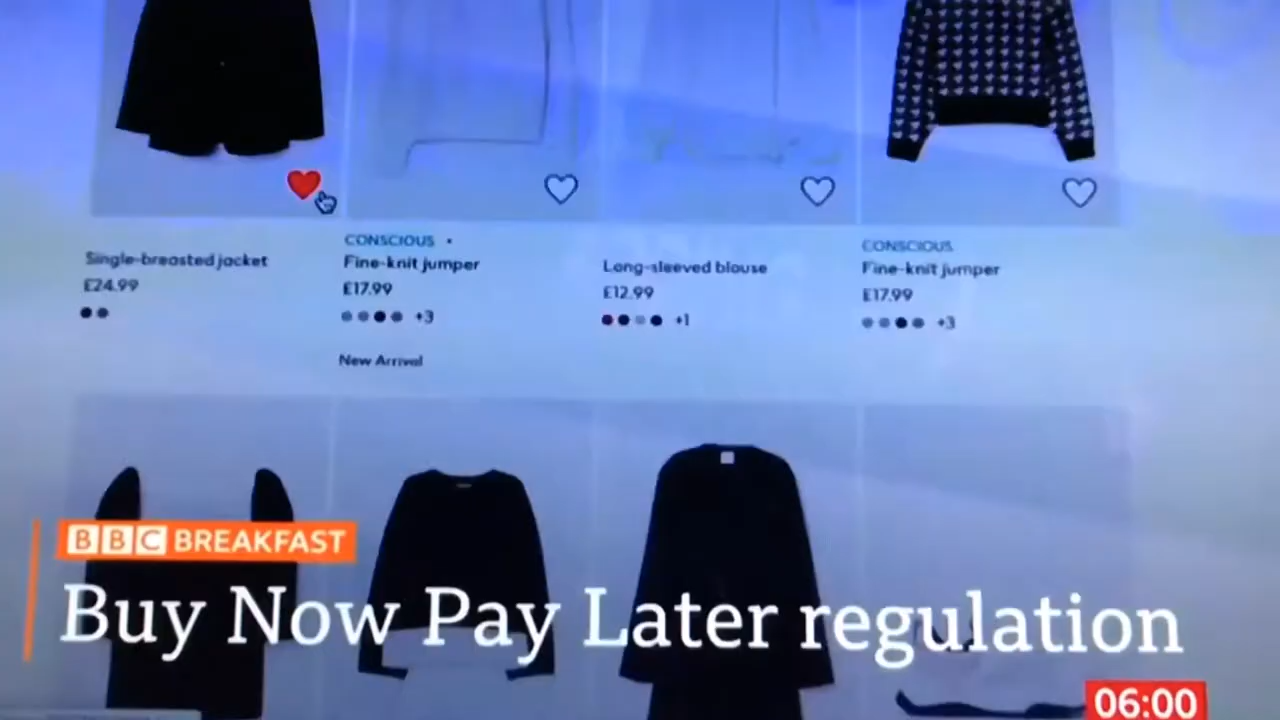 Single-breasted jacket
£24.99
CONSCIOUS
Fine-knit jumper
£17.99
+3
New Arrival
Long-sleeved blouse
£12.99
+1
CONSCIOUS
Fine-knit jumper
£17.99
+3
BBC BREAKFAST
Buy Now Pay Later regulation
06:00